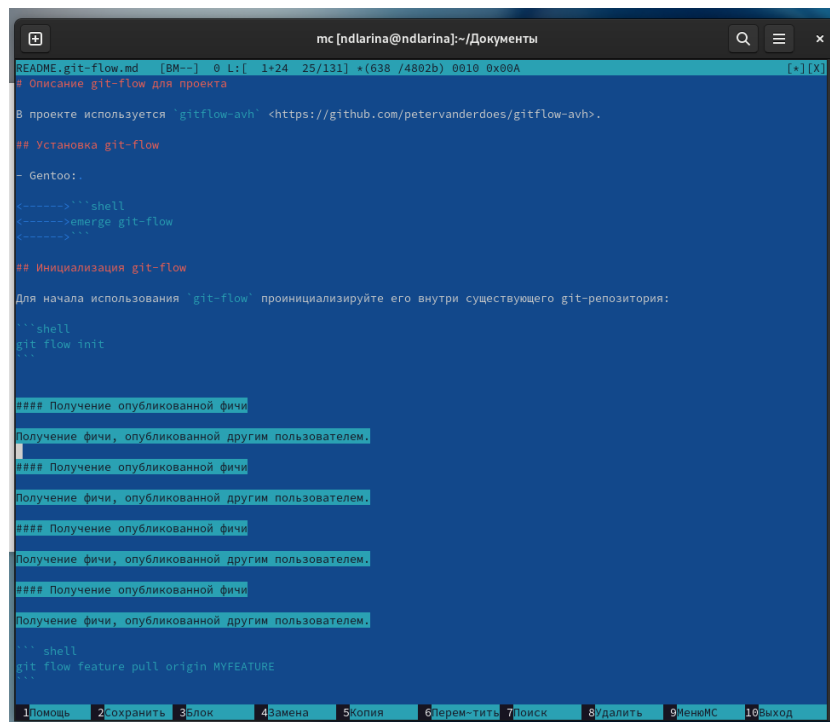 mc [ndlarina@ndlarina]:~/Документы
README.git-flow.md [BM--] 0 L:[ 1+24 25/131] *(638 /4802b) 0010 0x00A [*][X]
# Описание git-flow для проекта
В проекте используется `gitflow-avh` <https://github.com/petervanderdoes/gitflow-avh>.
## Установка git-flow
- Gentoo:.
<------>```shell
<------>emerge git-flow
<------>```
## Инициализация git-flow
Для начала использования `git-flow` проинициализируйте его внутри существующего git-репозитория:
```shell
git flow init
```
#### Получение опубликованной фичи
Получение фичи, опубликованной другим пользователем.
#### Получение опубликованной фичи
Получение фичи, опубликованной другим пользователем.
#### Получение опубликованной фичи
Получение фичи, опубликованной другим пользователем.
#### Получение опубликованной фичи
Получение фичи, опубликованной другим пользователем.
``` shell
git flow feature pull origin MYFEATURE
```
1Помощь 2Сохранить 3Блок 4Замена 5Копия 6Перем~тить 7Поиск 8Удалить 9МенюMC 10Выход